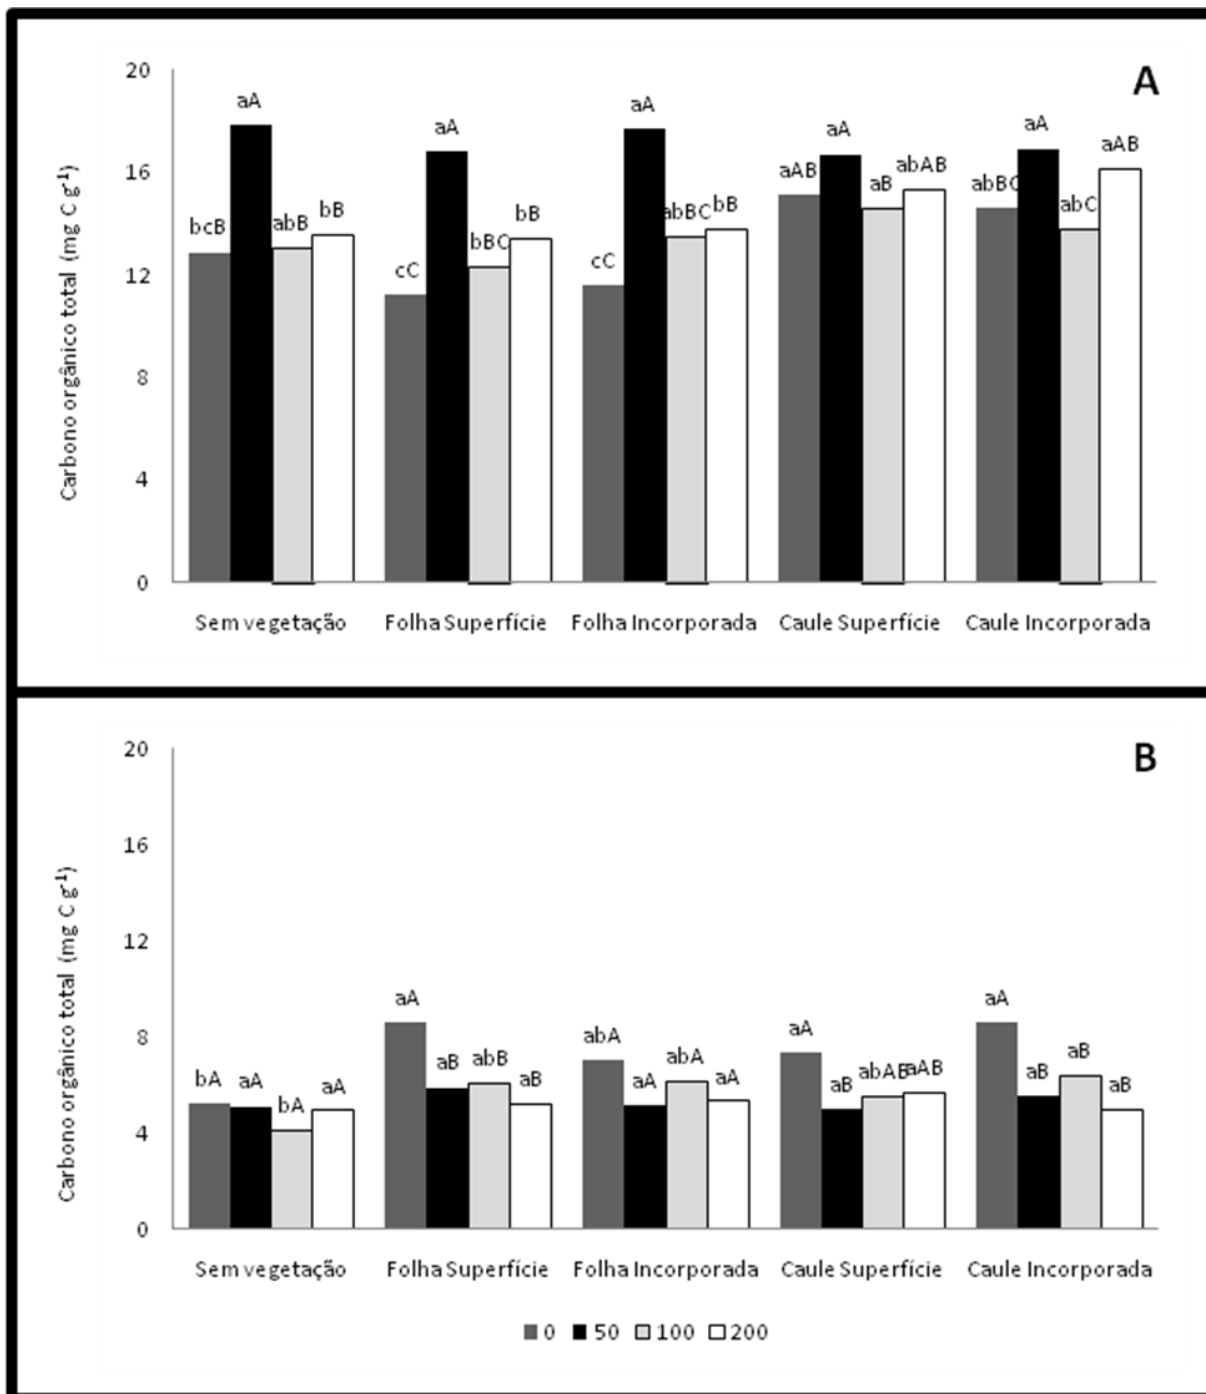 A
Carbono orgânico total (mg C g⁻¹)
20
16
12
8
4
0
bcB aA abB bB
cC aA bBC bB
cC aA abBC bB
aAB aA aB abAB
abBC aA abC aAB
Sem vegetação Folha Superfície Folha Incorporada Caule Superfície Caule Incorporada
B
Carbono orgânico total (mg C g⁻¹)
20
16
12
8
4
0
bA aA bA aA
aA aB abB aB
abA aA abA aA
aA aB abAB aAB
aA aB aB aB
Sem vegetação Folha Superfície Folha Incorporada Caule Superfície Caule Incorporada
0 50 100 200